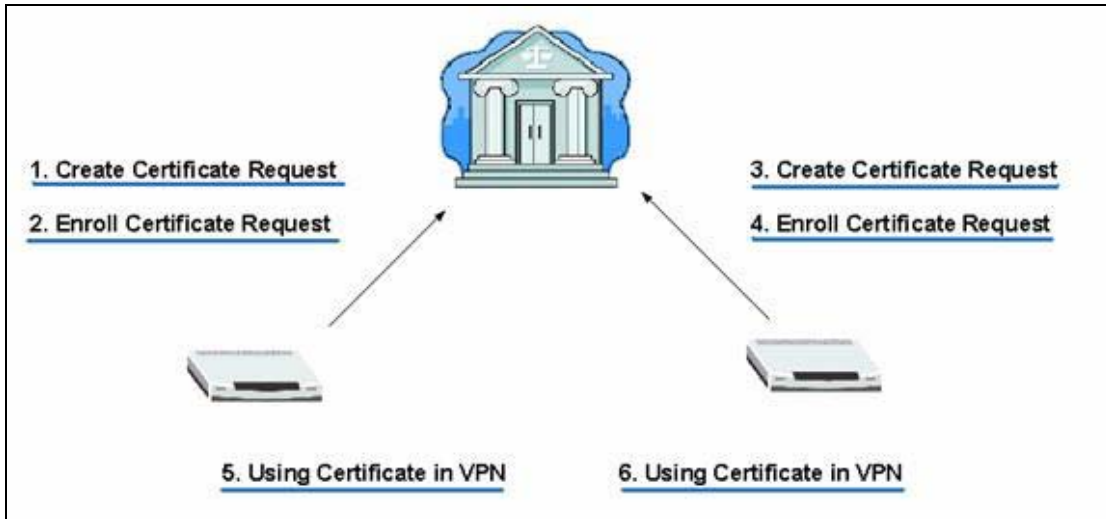 1. Create Certificate Request
2. Enroll Certificate Request
3. Create Certificate Request
4. Enroll Certificate Request
5. Using Certificate in VPN
6. Using Certificate in VPN